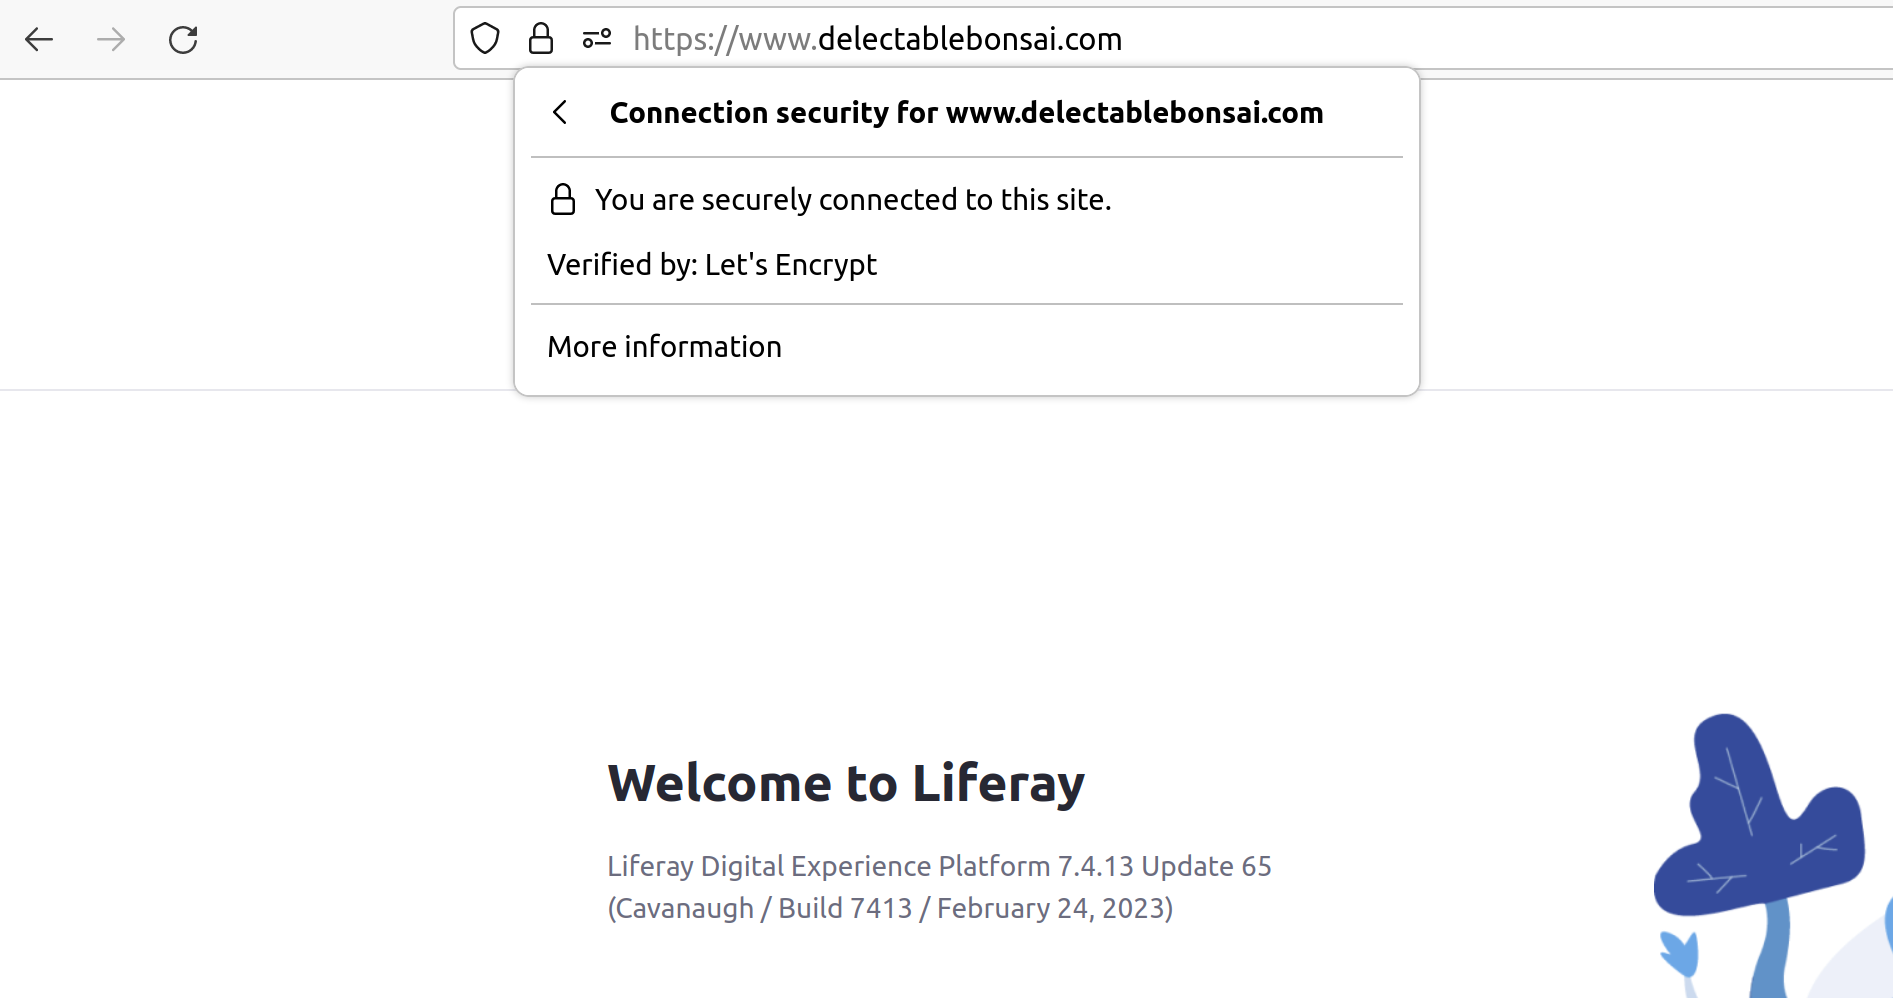 https://www.delectablebonsai.com
Connection security for www.delectablebonsai.com
You are securely connected to this site.
Verified by: Let's Encrypt
More information
Welcome to Liferay
Liferay Digital Experience Platform 7.4.13 Update 65
(Cavanaugh / Build 7413 / February 24, 2023)